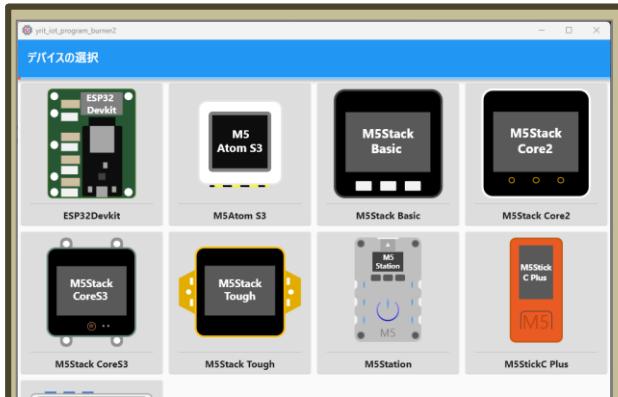 yrit_iot_program_burner2
デバイスの選択
ESP32
Devkit
ESP32Devkit
M5
Atom S3
M5Atom S3
M5Stack
Basic
M5Stack Basic
M5Stack
Core2
M5Stack Core2
M5Stack
CoreS3
M5Stack CoreS3
M5Stack
Tough
M5Stack Tough
M5
Station
M5
M5Station
M5Stick
C Plus
M5
M5StickC Plus